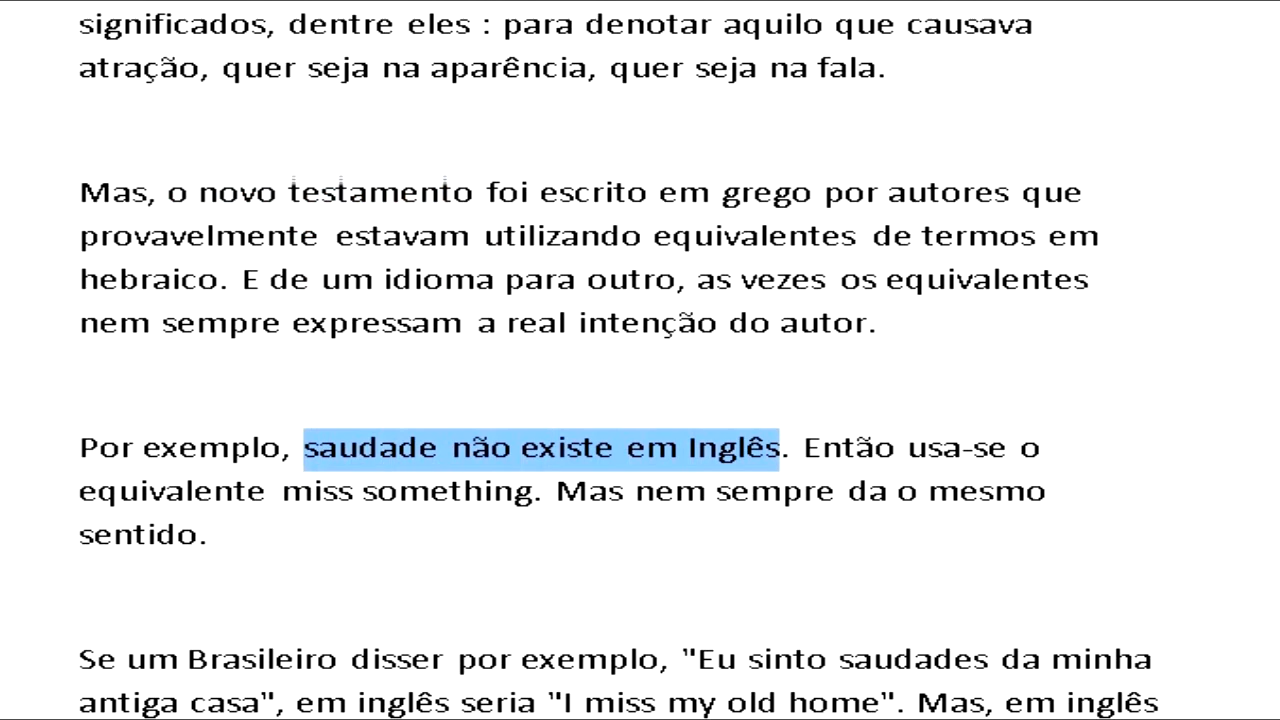 significados, dentre eles : para denotar aquilo que causava
atração, quer seja na aparência, quer seja na fala.
Mas, o novo testamento foi escrito em grego por autores que
provavelmente estavam utilizando equivalentes de termos em
hebraico. E de um idioma para outro, as vezes os equivalentes
nem sempre expressam a real intenção do autor.
Por exemplo, saudade não existe em Inglês. Então usa-se o
equivalente miss something. Mas nem sempre da o mesmo
sentido.
Se um Brasileiro disser por exemplo, "Eu sinto saudades da minha
antiga casa", em inglês seria "I miss my old home". Mas, em inglês